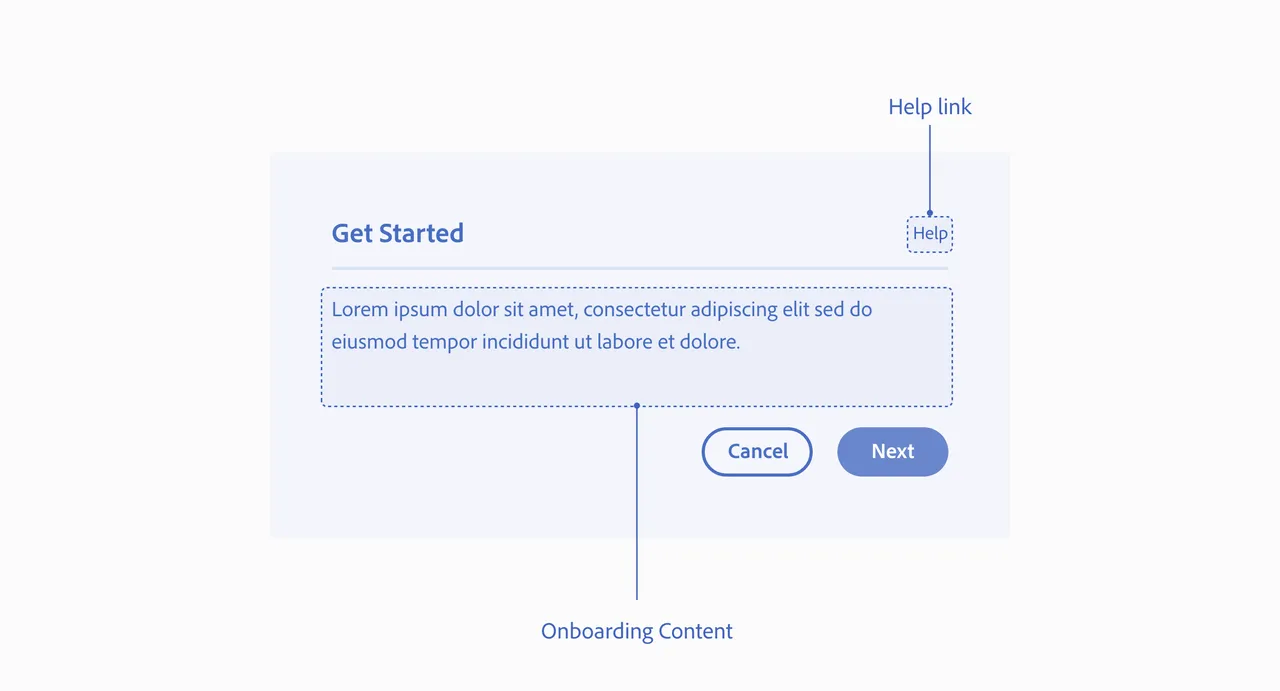 Help link
Get Started
Help
Lorem ipsum dolor sit amet, consectetur adipiscing elit sed do
eiusmod tempor incididunt ut labore et dolore.
Cancel
Next
Onboarding Content